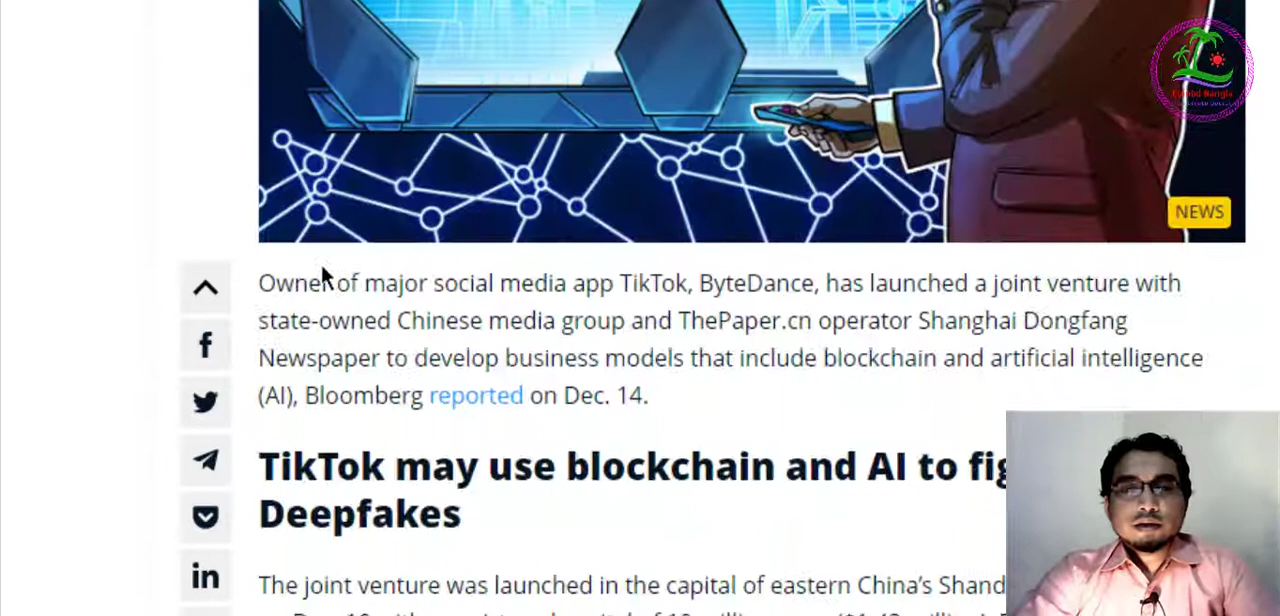 Bangla
NEWS
Owner of major social media app TikTok, ByteDance, has launched a joint venture with
state-owned Chinese media group and ThePaper.cn operator Shanghai Dongfang
Newspaper to develop business models that include blockchain and artificial intelligence
(AI), Bloomberg reported on Dec. 14.
TikTok may use blockchain and AI to fig
Deepfakes
The joint venture was launched in the capital of eastern China’s Shand